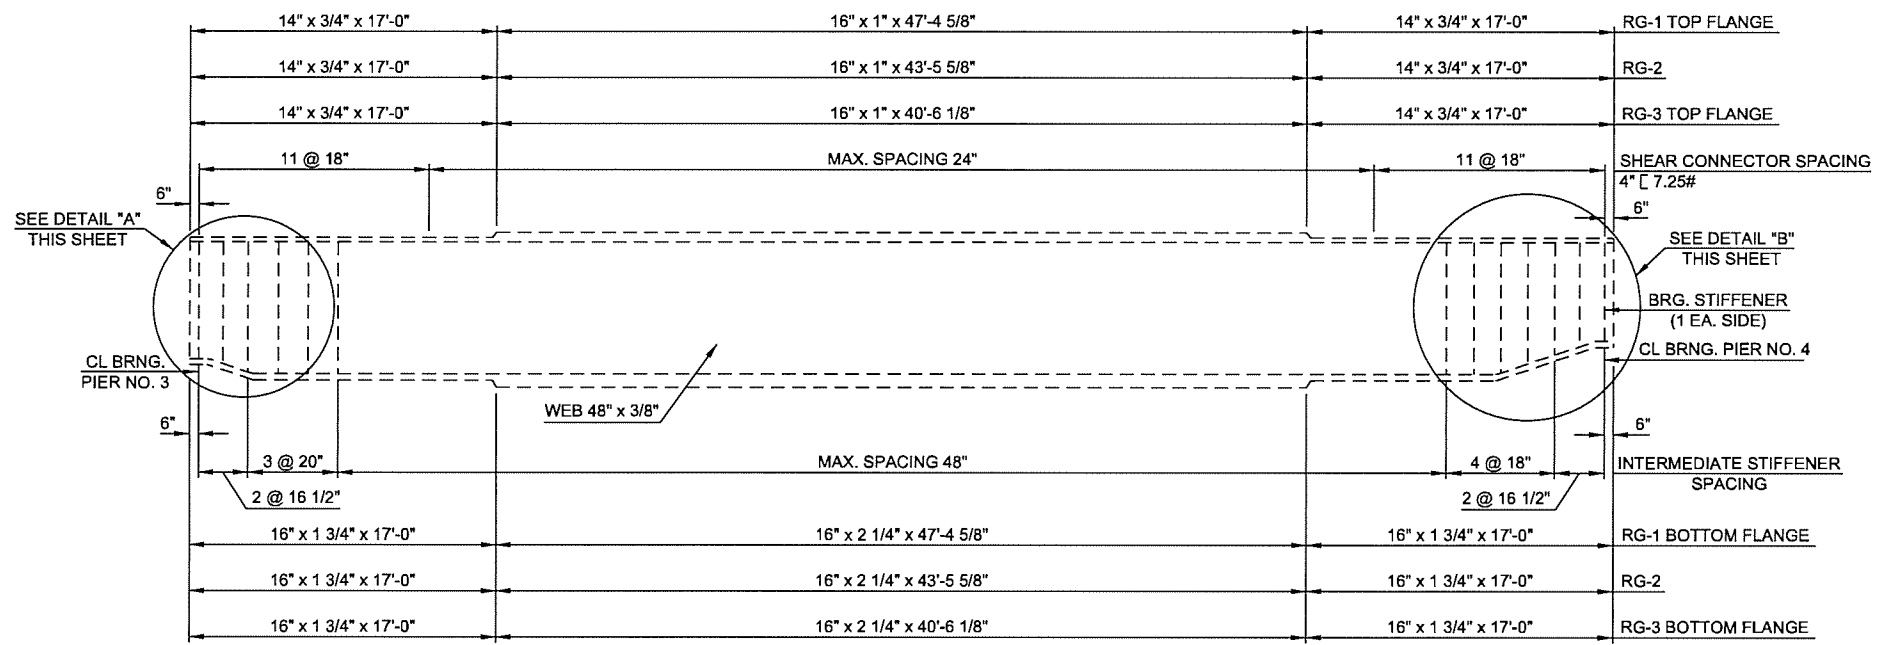 14" x 3/4" x 17'-0" 16" x 1" x 47'-4 5/8" 14" x 3/4" x 17'-0" RG-1 TOP FLANGE
14" x 3/4" x 17'-0" 16" x 1" x 43'-5 5/8" 14" x 3/4" x 17'-0" RG-2
14" x 3/4" x 17'-0" 16" x 1" x 40'-6 1/8" 14" x 3/4" x 17'-0" RG-3 TOP FLANGE
11 @ 18" MAX. SPACING 24" 11 @ 18" SHEAR CONNECTOR SPACING
4" [ 7.25#
6" 6"
SEE DETAIL "A"
THIS SHEET
SEE DETAIL "B"
THIS SHEET
BRG. STIFFENER
(1 EA. SIDE)
CL BRNG.
PIER NO. 3
CL BRNG. PIER NO. 4
WEB 48" x 3/8"
6" 6"
3 @ 20" MAX. SPACING 48" 4 @ 18" INTERMEDIATE STIFFENER
SPACING
2 @ 16 1/2" 2 @ 16 1/2"
16" x 1 3/4" x 17'-0" 16" x 2 1/4" x 47'-4 5/8" 16" x 1 3/4" x 17'-0" RG-1 BOTTOM FLANGE
16" x 1 3/4" x 17'-0" 16" x 2 1/4" x 43'-5 5/8" 16" x 1 3/4" x 17'-0" RG-2
16" x 1 3/4" x 17'-0" 16" x 2 1/4" x 40'-6 1/8" 16" x 1 3/4" x 17'-0" RG-3 BOTTOM FLANGE